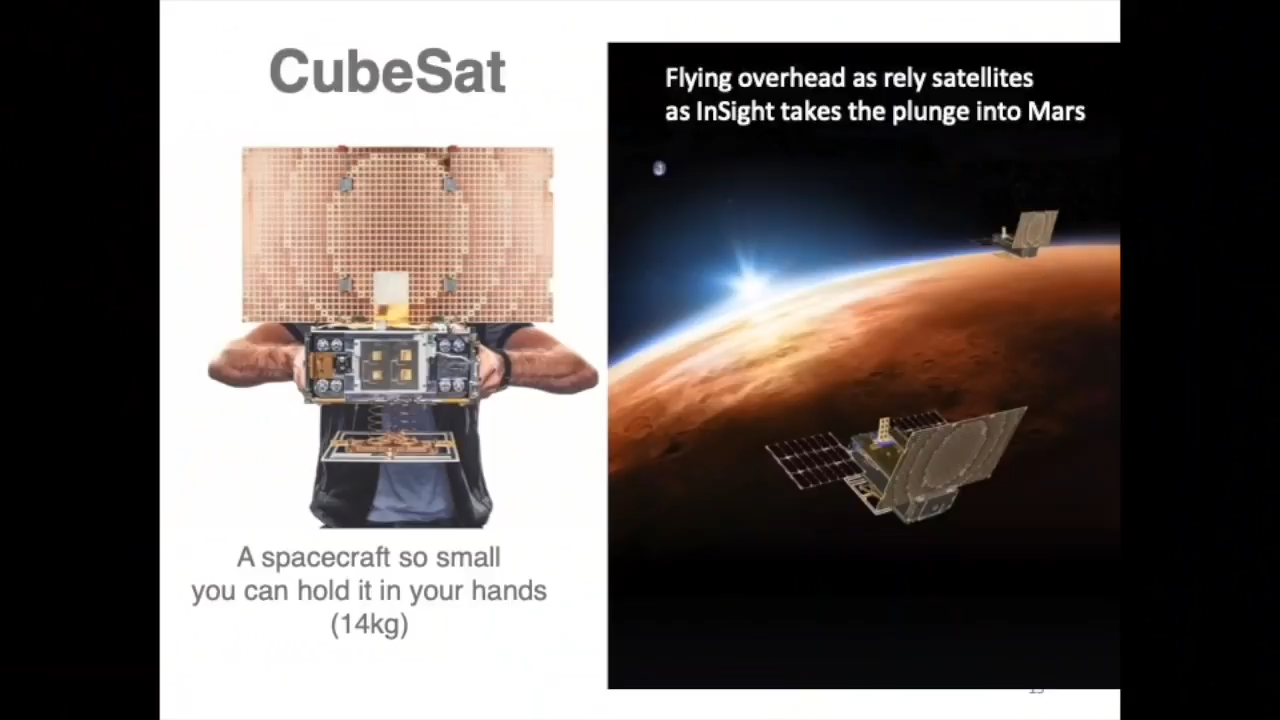 CubeSat
A spacecraft so small
you can hold it in your hands
(14kg)
Flying overhead as rely satellites
as InSight takes the plunge into Mars